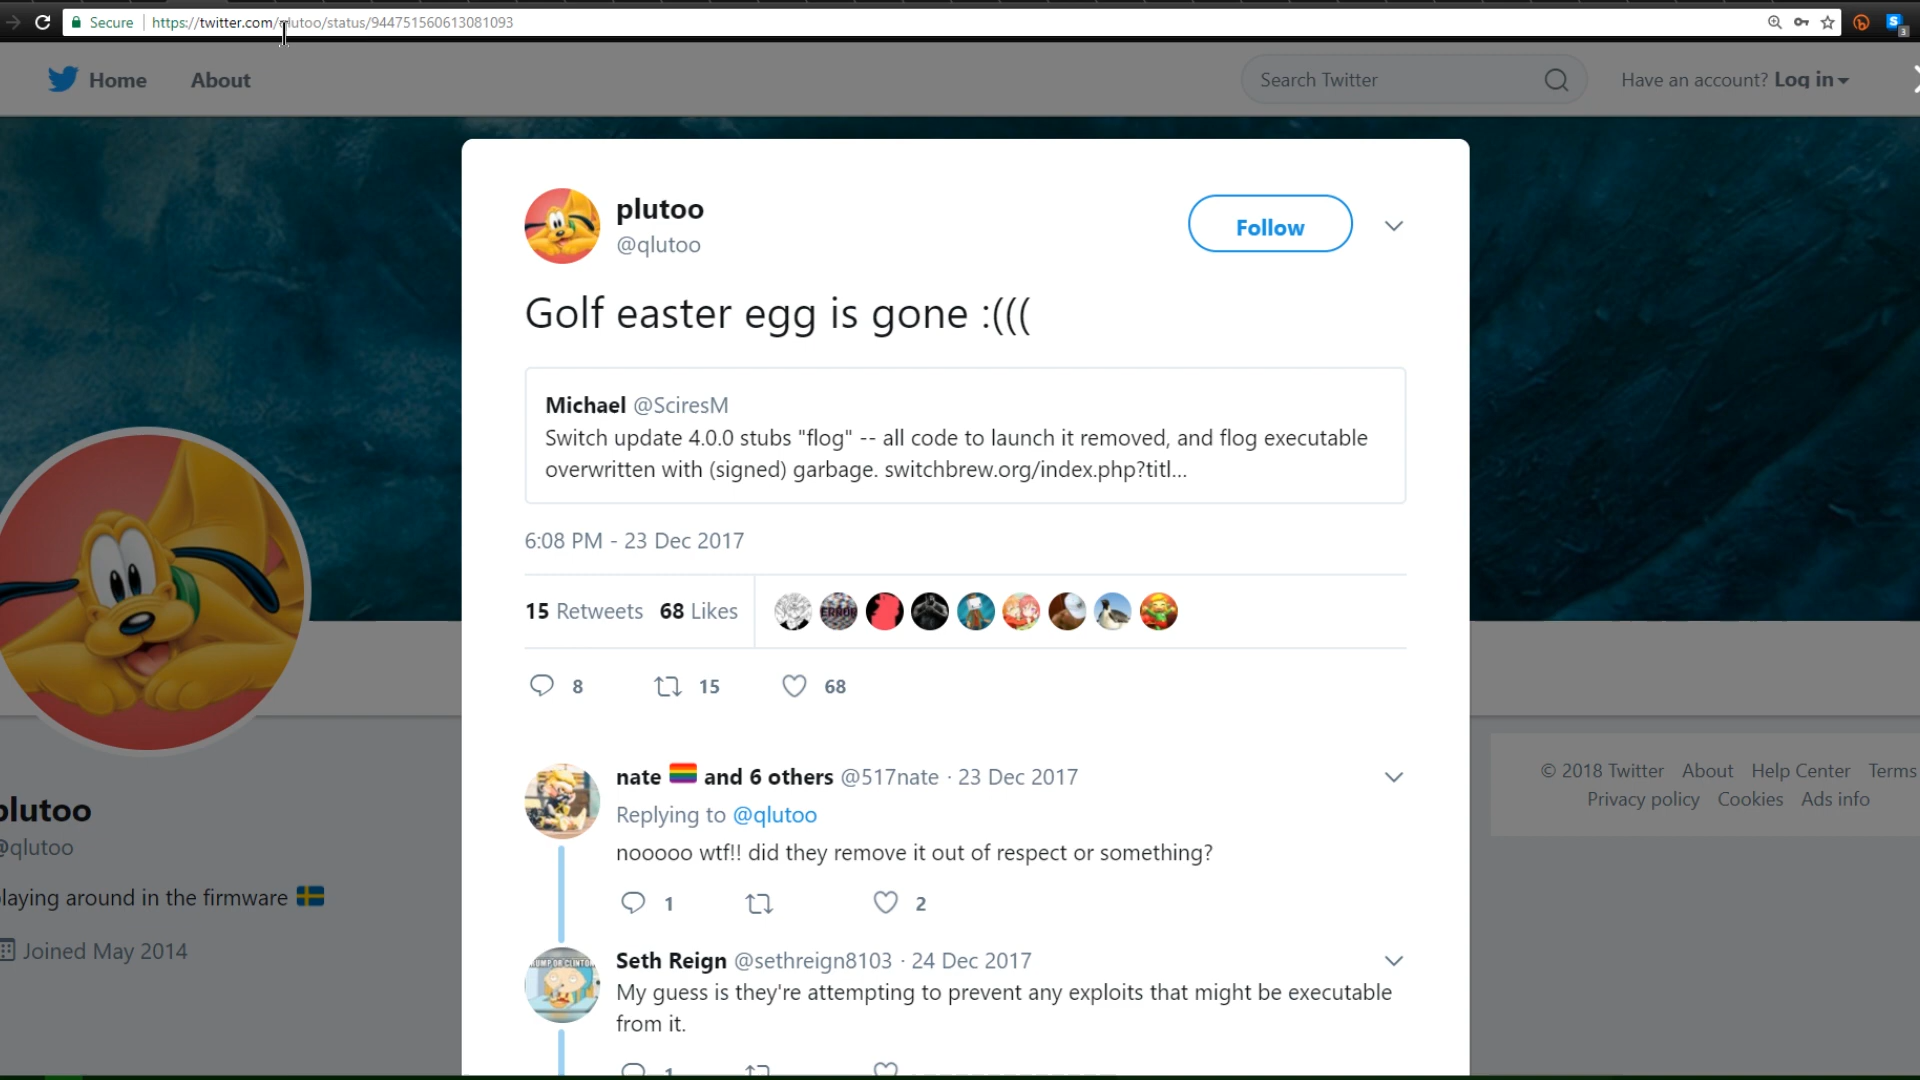 Secure https://twitter.com/qlutoo/status/944751560613081093
Home About Search Twitter Have an account? Log in
plutoo
@qlutoo
Follow
Golf easter egg is gone :(((
Michael @SciresM
Switch update 4.0.0 stubs "flog" -- all code to launch it removed, and flog executable
overwritten with (signed) garbage. switchbrew.org/index.php?titl...
6:08 PM - 23 Dec 2017
15 Retweets 68 Likes
8 15 68
nate and 6 others @517nate · 23 Dec 2017
Replying to @qlutoo
nooooo wtf!! did they remove it out of respect or something?
1 2
Seth Reign @sethreign8103 · 24 Dec 2017
My guess is they're attempting to prevent any exploits that might be executable
from it.
1
plutoo
@qlutoo
laying around in the firmware
Joined May 2014
© 2018 Twitter About Help Center Terms
Privacy policy Cookies Ads info